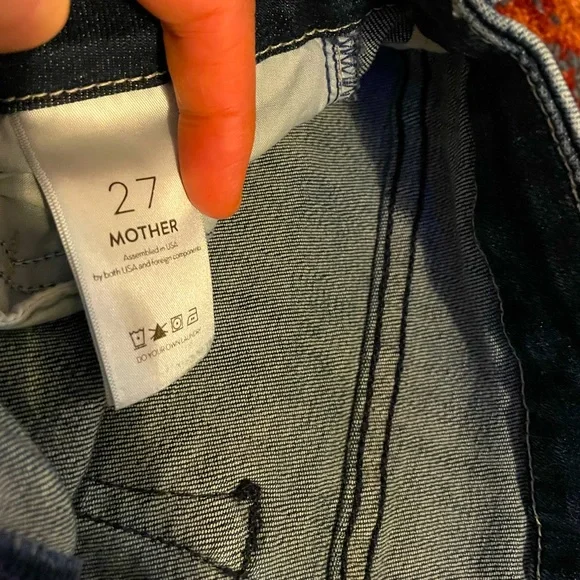 27
MOTHER
Assembled in USA
by both USA and foreign components
DO YOUR OWN LAUNDRY